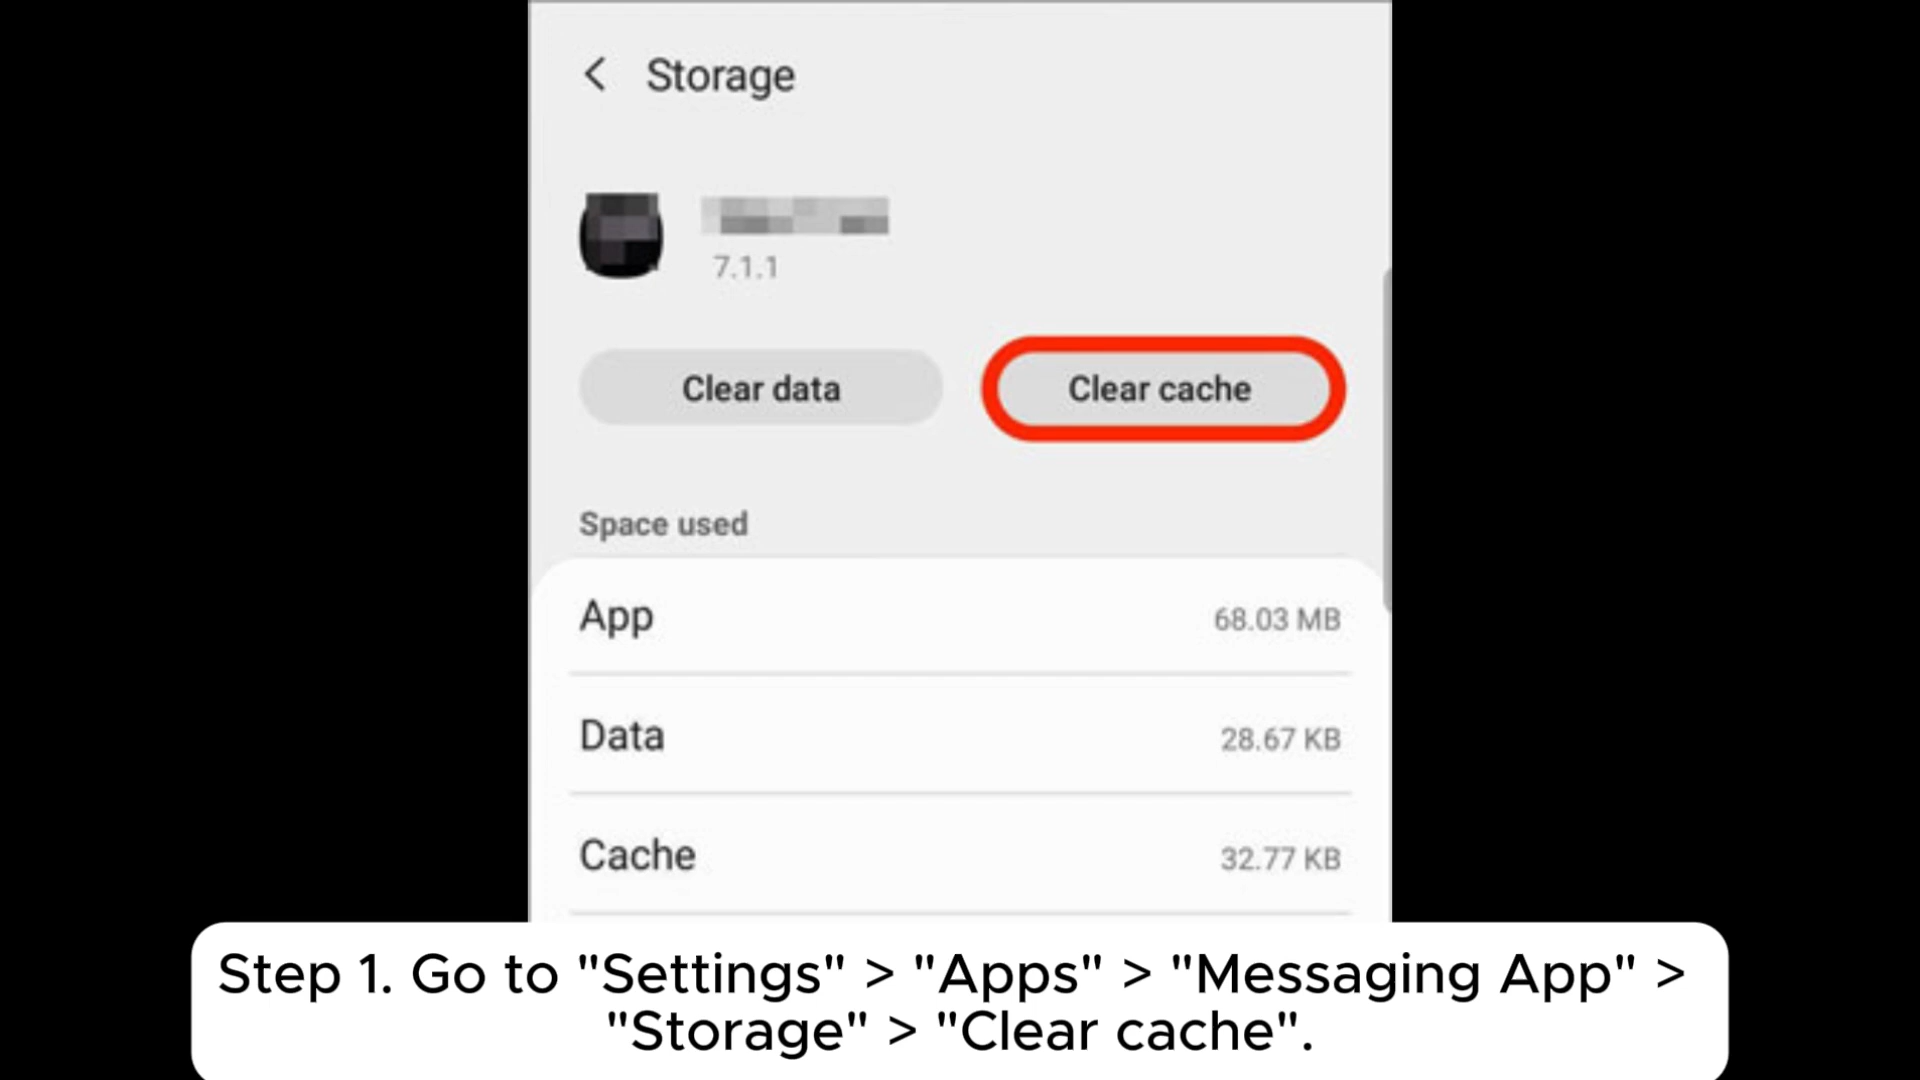 Storage
7.1.1
Clear data
Clear cache
Space used
App
68.03 MB
Data
28.67 KB
Cache
32.77 KB
Step 1. Go to "Settings" > "Apps" > "Messaging App" >
"Storage" > "Clear cache".